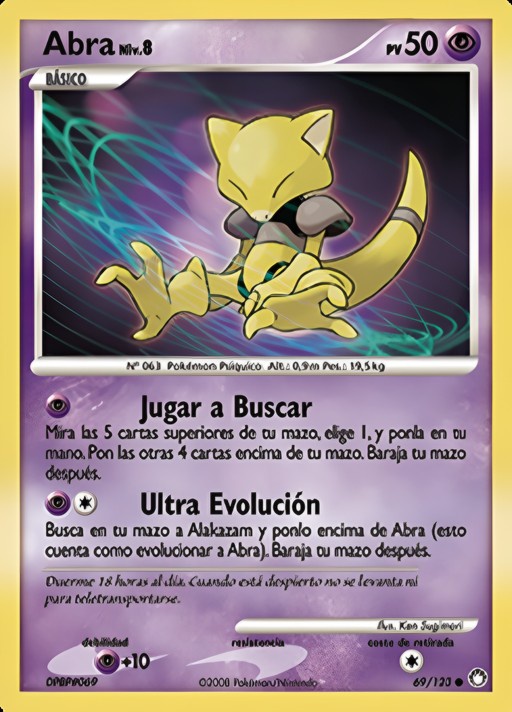 Abra Niv.8
PV 50
BÁSICO
Nº 063 Pokémon Psíquico Alt.: 0,9m Peso.: 19,5kg
Jugar a Buscar
Mira las 5 cartas superiores de tu mazo, elige 1, y ponla en tu
mano. Pon las otras 4 cartas encima de tu mazo. Baraja tu mazo
después.
Ultra Evolución
Busca en tu mazo a Alakazam y ponlo encima de Abra (esto
cuenta como evolucionar a Abra). Baraja tu mazo después.
Duerme 18 horas al día. Cuando está despierto no se levanta ni
para teletransportarse.
Ken Sugimori
debilidad
+10
resistencia
coste de retirada
Pokémon/Nintendo
69/123